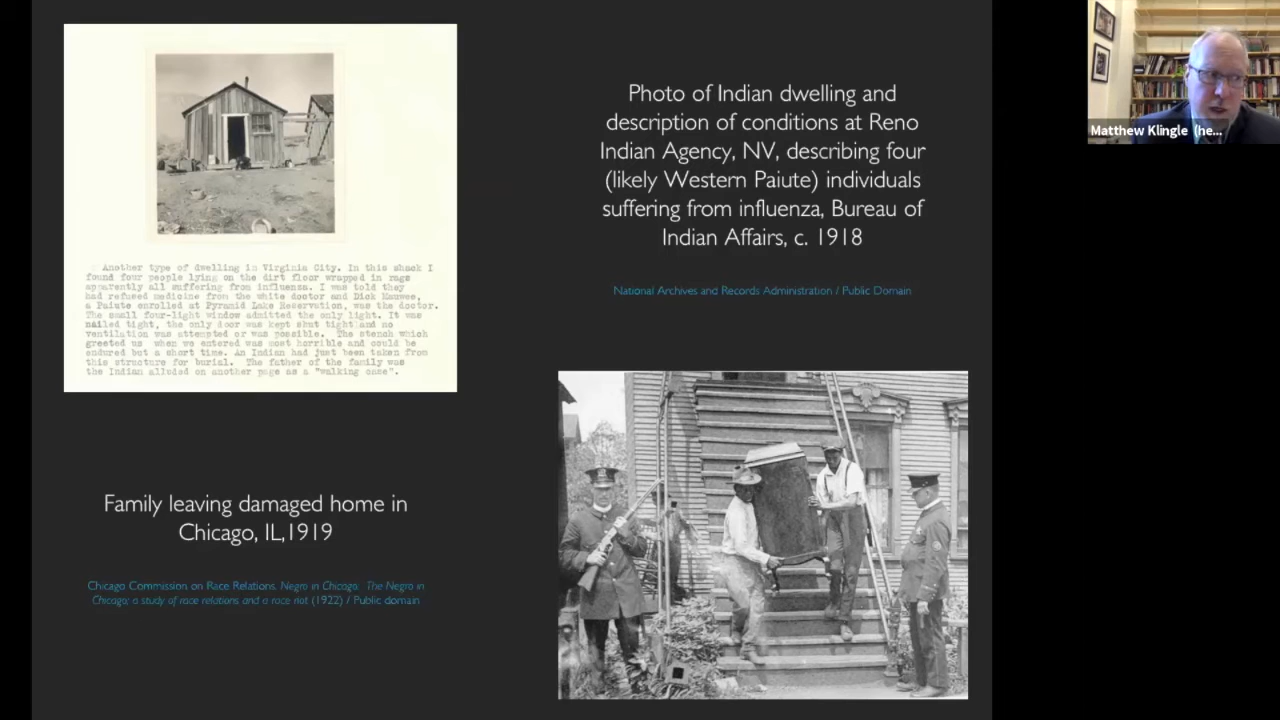 Photo of Indian dwelling and
description of conditions at Reno
Indian Agency, NV, describing four
(likely Western Paiute) individuals
suffering from influenza, Bureau of
Indian Affairs, c. 1918
National Archives and Records Administration / Public Domain
Another type of dwelling in Virginia City. In this shack I
found four people lying on the dirt floor wrapped in rags
apparently all suffering from influenza. I was told they
had refused medicine from the white doctor and Dick
a Paiute enrolled at Pyramid Lake Reservation, was the doctor.
The small four-light window admitted the only light. It was
nailed tight, the only door was kept shut tight and no
ventilation was attempted or was possible. The stench which
greeted us when we entered was most horrible and could be
endured but a short time. An Indian had just been taken from
this structure for burial. The father of the family was
the Indian alluded on another page as a "walking case".
Family leaving damaged home in
Chicago, IL,1919
Chicago Commission on Race Relations. Negro in Chicago: The Negro in
Chicago; a study of race relations and a race riot (1922) / Public domain
Matthew Klingle (he...